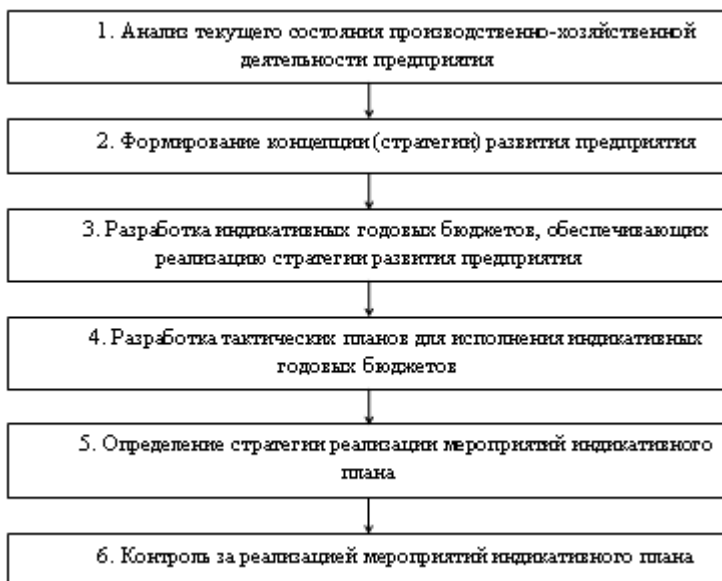 1. Анализ текущего состояния производственно-хозяйственной
деятельности предприятия
2. Формирование концепции (стратегии) развития предприятия
3. Разработка индикативных годовых бюджетов, обеспечивающих
реализацию стратегии развития предприятия
4. Разработка тактических планов для исполнения индикативных
годовых бюджетов
5. Определение стратегии реализации мероприятий индикативного
плана
6. Контроль за реализацией мероприятий индикативного плана